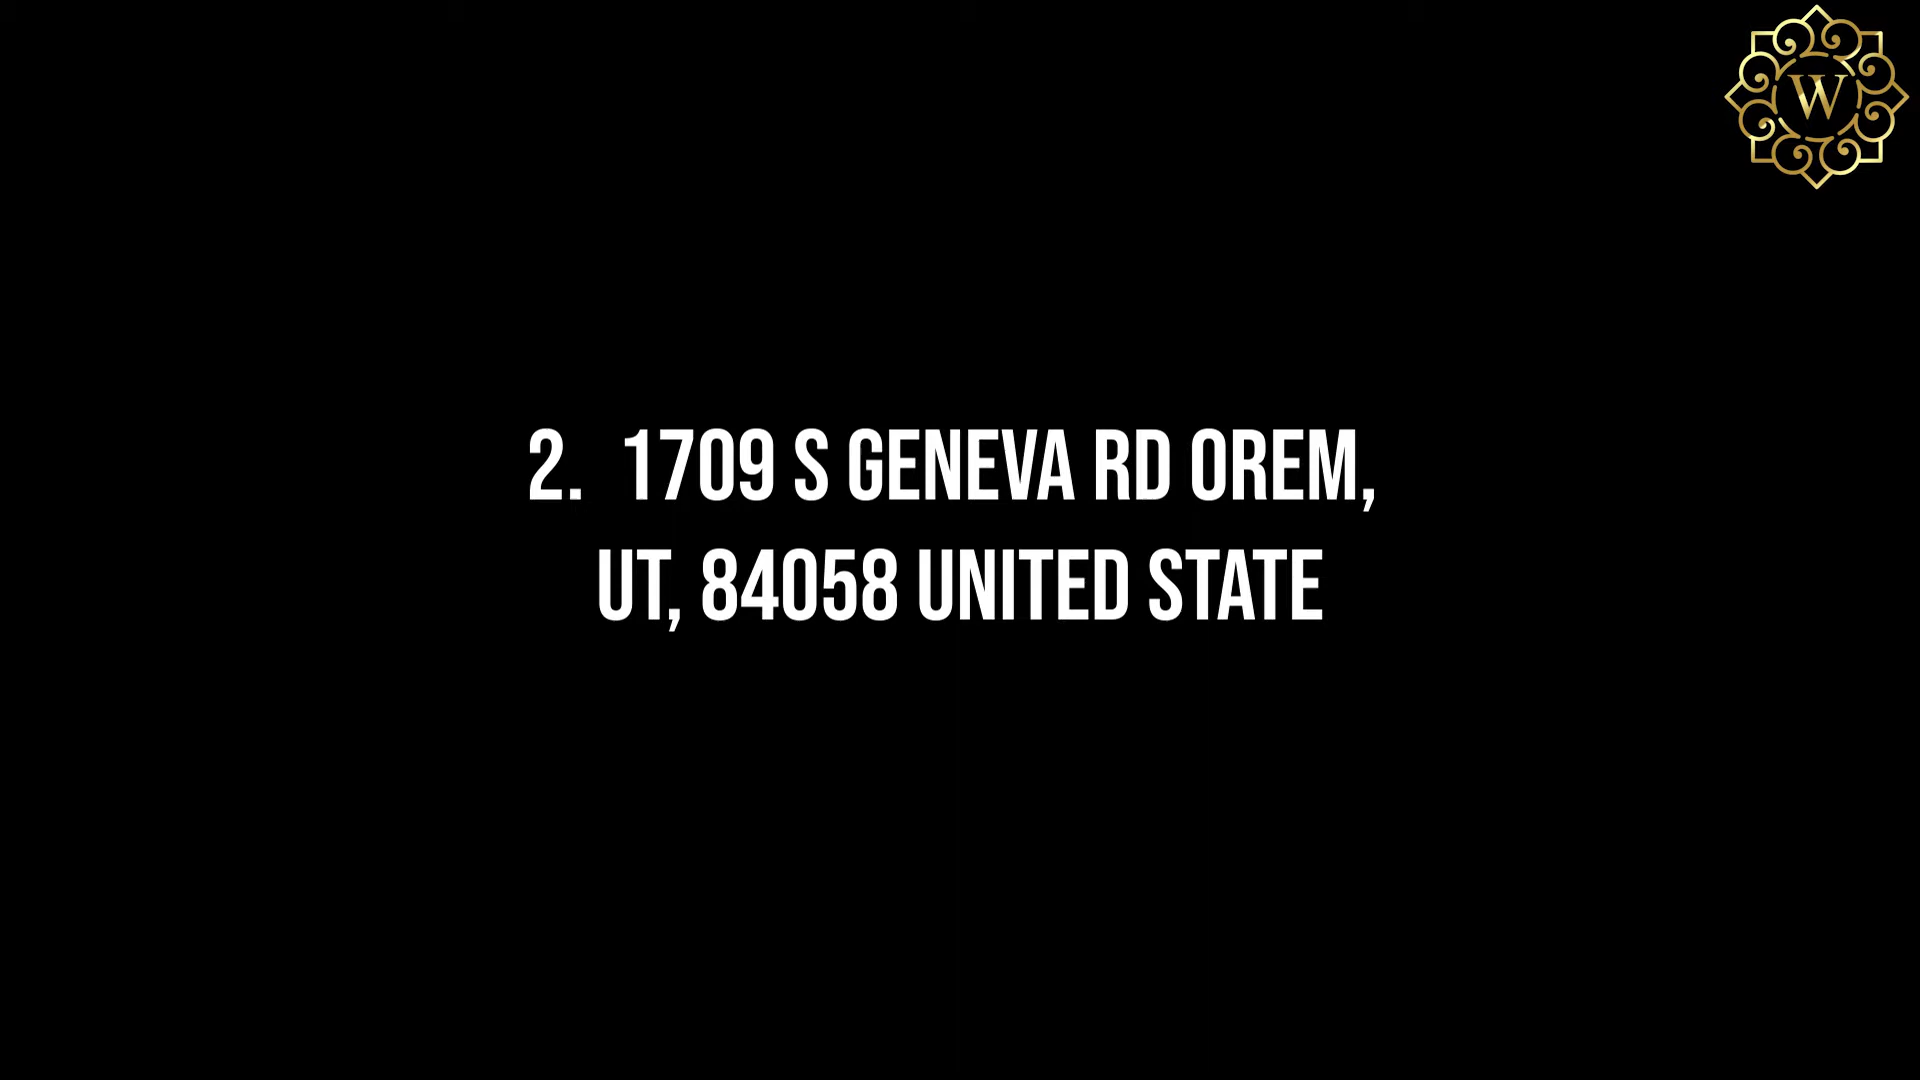 W
2. 1709 S GENEVA RD OREM,
UT, 84058 UNITED STATE